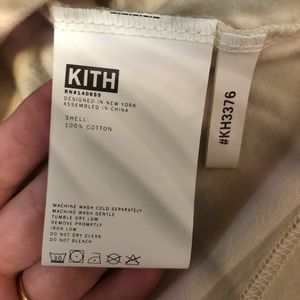 KITH
RN#140659
DESIGNED IN NEW YORK
ASSEMBLED IN CHINA
SHELL:
100% COTTON
MACHINE WASH COLD SEPARATELY
MACHINE WASH GENTLE
TUMBLE DRY LOW
REMOVE PROMPTLY
IRON LOW
DO NOT DRY CLEAN
DO NOT BLEACH
30
#KH3376